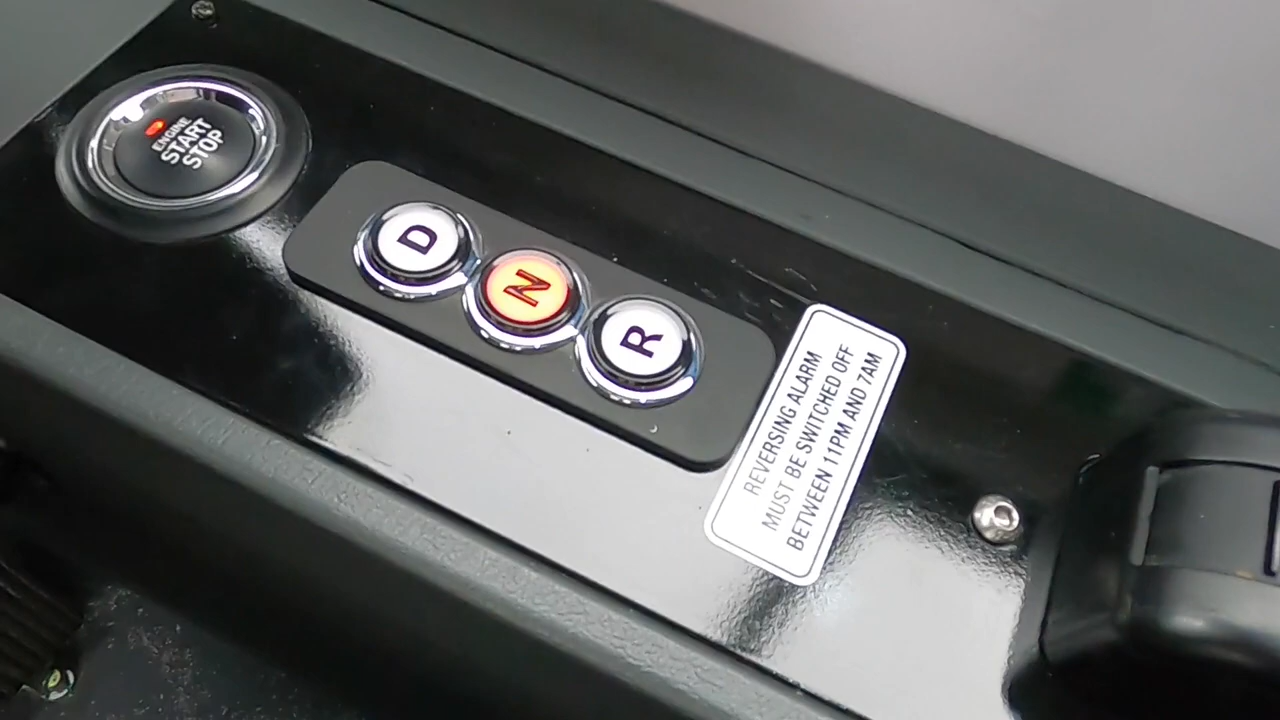 ENGINE
START
STOP
D
N
R
REVERSING ALARM
MUST BE SWITCHED OFF
BETWEEN 11PM AND 7AM